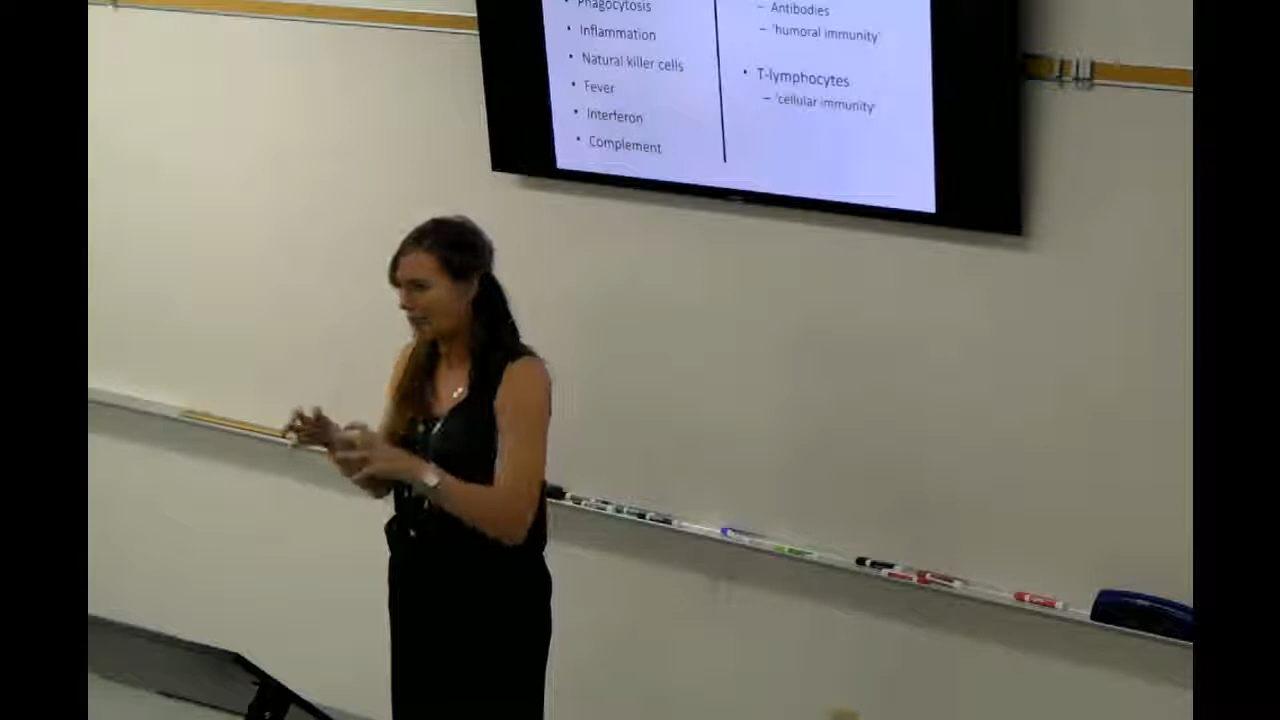 • Phagocytosis
• Inflammation
• Natural killer cells
• Fever
• Interferon
• Complement
– Antibodies
– 'humoral immunity'
• T-lymphocytes
– 'cellular immunity'